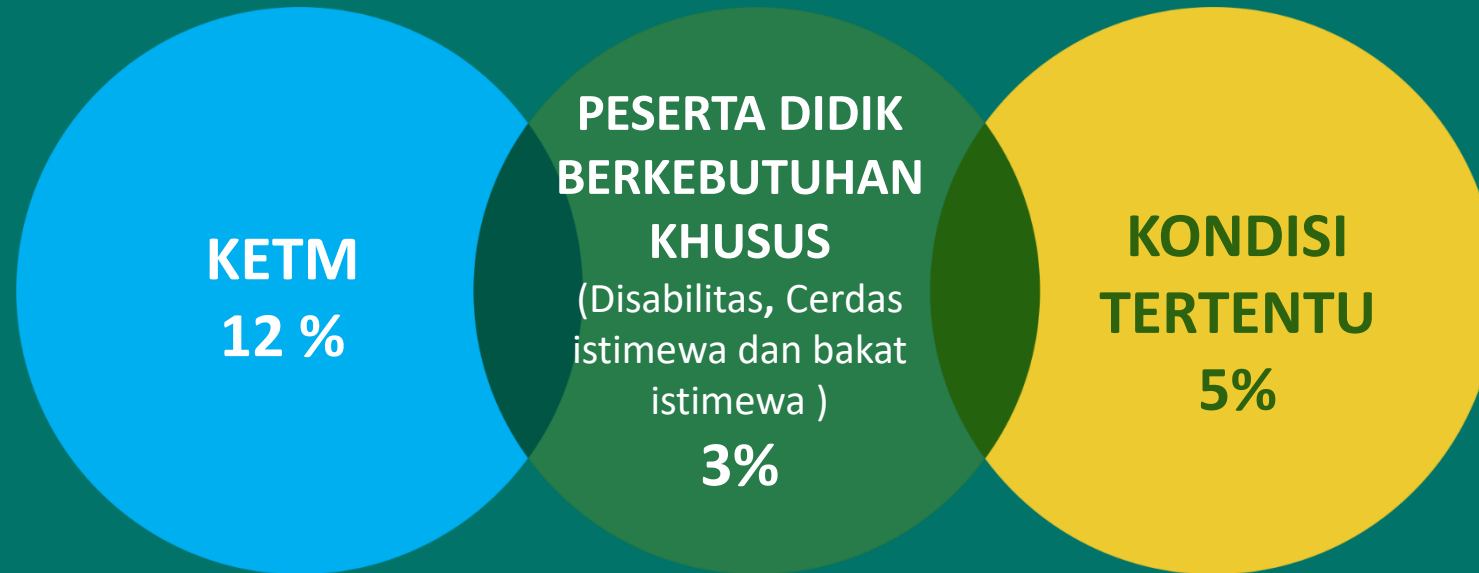 KETM
12 %
PESERTA DIDIK
BERKEBUTUHAN
KHUSUS
(Disabilitas, Cerdas
istimewa dan bakat
istimewa )
3%
KONDISI
TERTENTU
5%